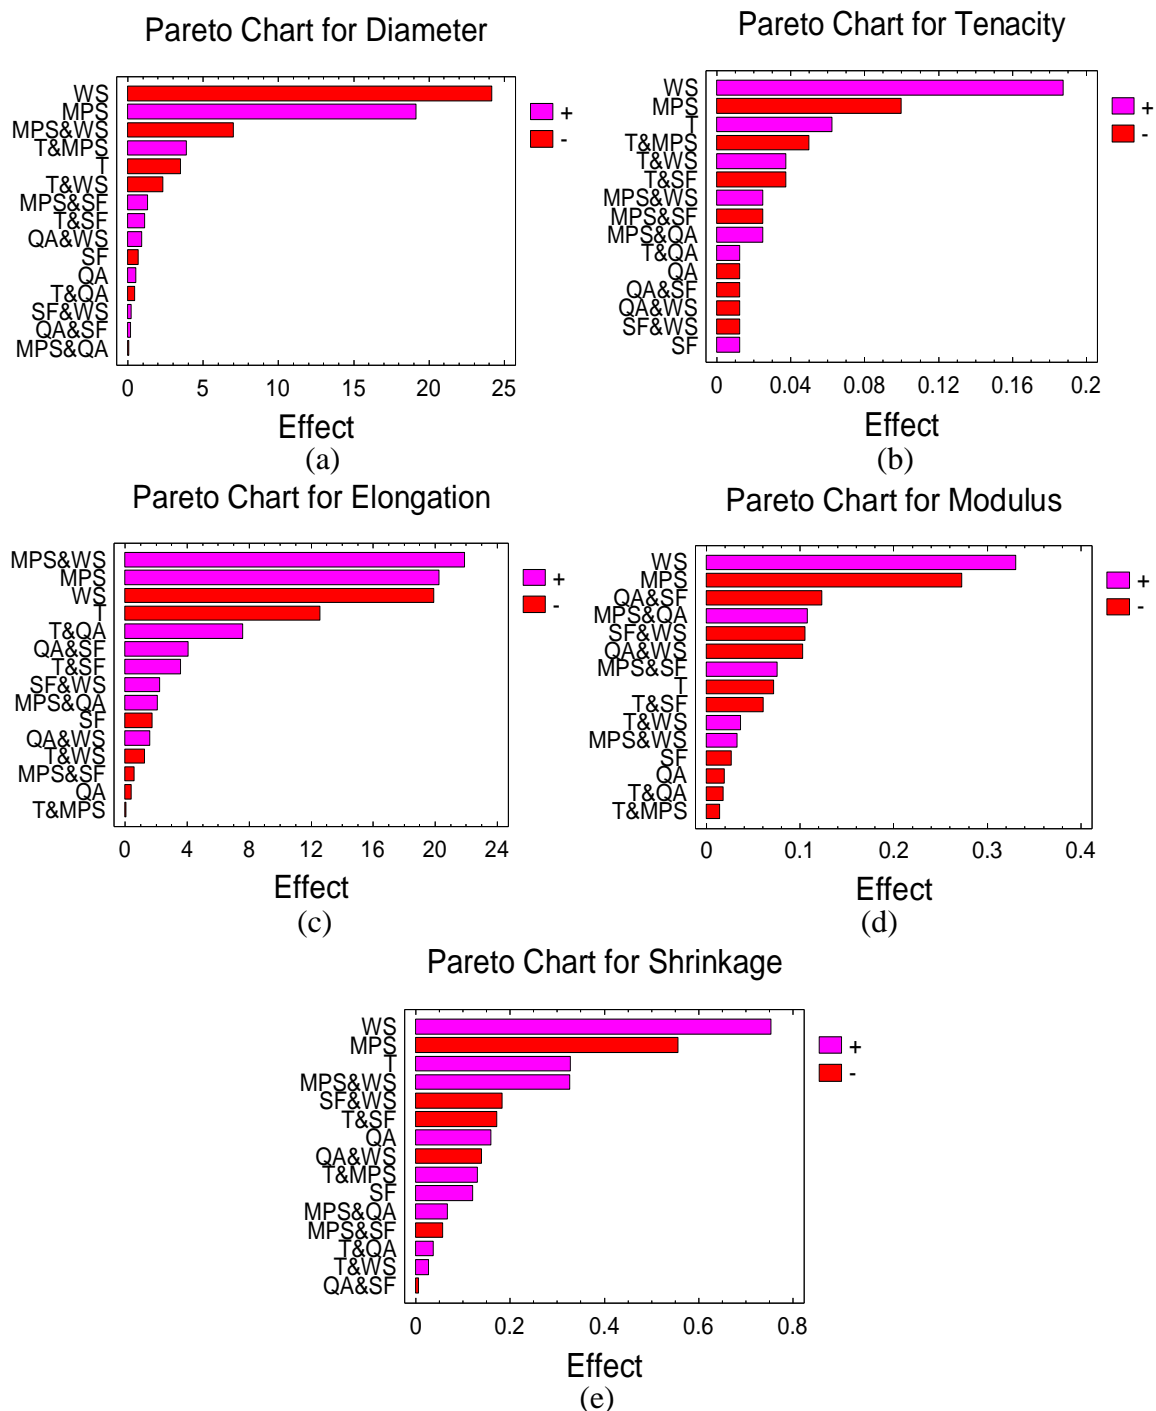 Pareto Chart for Diameter
WS
MPS
MPS&WS
T&MPS
T
T&WS
MPS&SF
T&SF
QA&WS
SF
QA
T&QA
SF&WS
QA&SF
MPS&QA
+
-
0 5 10 15 20 25
Effect
(a)
Pareto Chart for Tenacity
WS
MPS
T
T&MPS
T&WS
T&SF
MPS&WS
MPS&SF
MPS&QA
T&QA
QA
QA&SF
QA&WS
SF&WS
SF
+
-
0 0.04 0.08 0.12 0.16 0.2
Effect
(b)
Pareto Chart for Elongation
MPS&WS
MPS
WS
T
T&QA
QA&SF
T&SF
SF&WS
MPS&QA
SF
QA&WS
T&WS
MPS&SF
QA
T&MPS
+
-
0 4 8 12 16 20 24
Effect
(c)
Pareto Chart for Modulus
WS
MPS
QA&SF
MPS&QA
SF&WS
QA&WS
MPS&SF
T
T&SF
T&WS
MPS&WS
SF
QA
T&QA
T&MPS
+
-
0 0.1 0.2 0.3 0.4
Effect
(d)
Pareto Chart for Shrinkage
WS
MPS
T
MPS&WS
SF&WS
T&SF
QA
QA&WS
T&MPS
SF
MPS&QA
MPS&SF
T&QA
T&WS
QA&SF
+
-
0 0.2 0.4 0.6 0.8
Effect
(e)